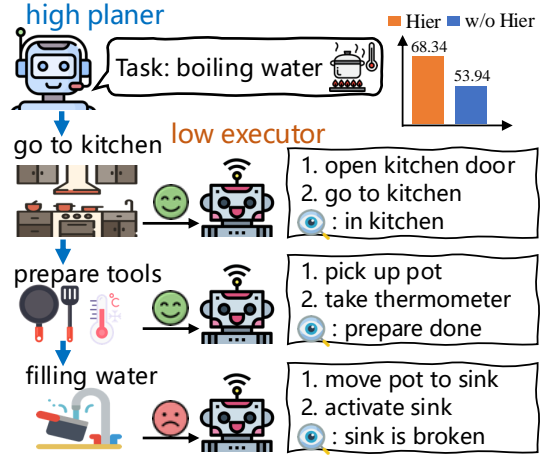 high planer
Task: boiling water
Hier
w/o Hier
68.34
53.94
go to kitchen
low executor
1. open kitchen door
2. go to kitchen
: in kitchen
prepare tools
°C
1. pick up pot
2. take thermometer
: prepare done
filling water
1. move pot to sink
2. activate sink
: sink is broken